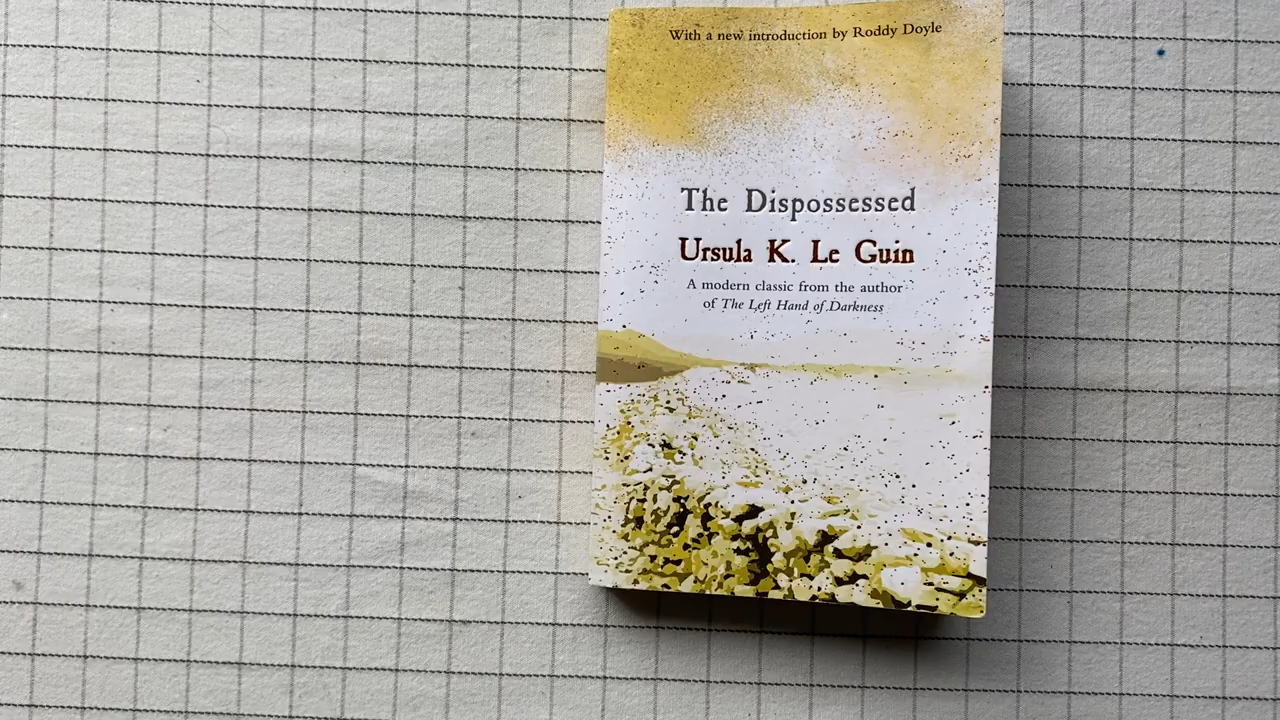 With a new introduction by Roddy Doyle
The Dispossessed
Ursula K. Le Guin
A modern classic from the author
of The Left Hand of Darkness